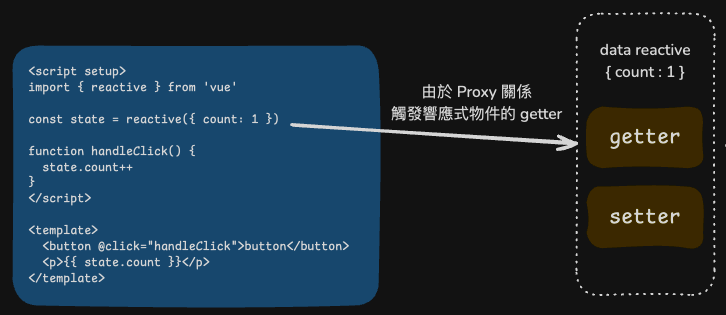 <script setup>
import { reactive } from 'vue'
const state = reactive({ count: 1 })
function handleClick() {
  state.count++
}
</script>
<template>
  <button @click="handleClick">button</button>
  <p>{{ state.count }}</p>
</template>
由於 Proxy 關係
觸發響應式物件的 getter
data reactive
{ count : 1 }
getter
setter